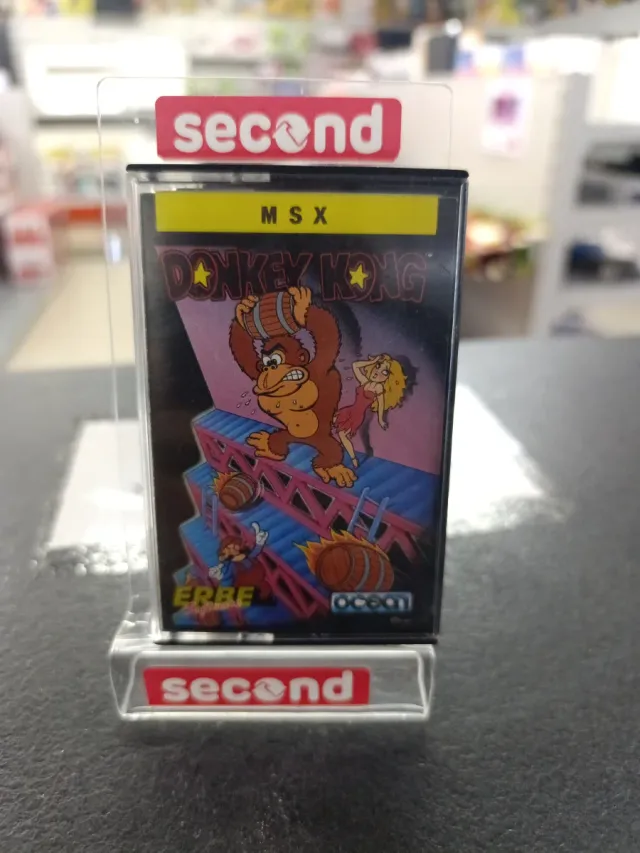 second
MSX
DONKEY KONG
ERBE
ocean
second